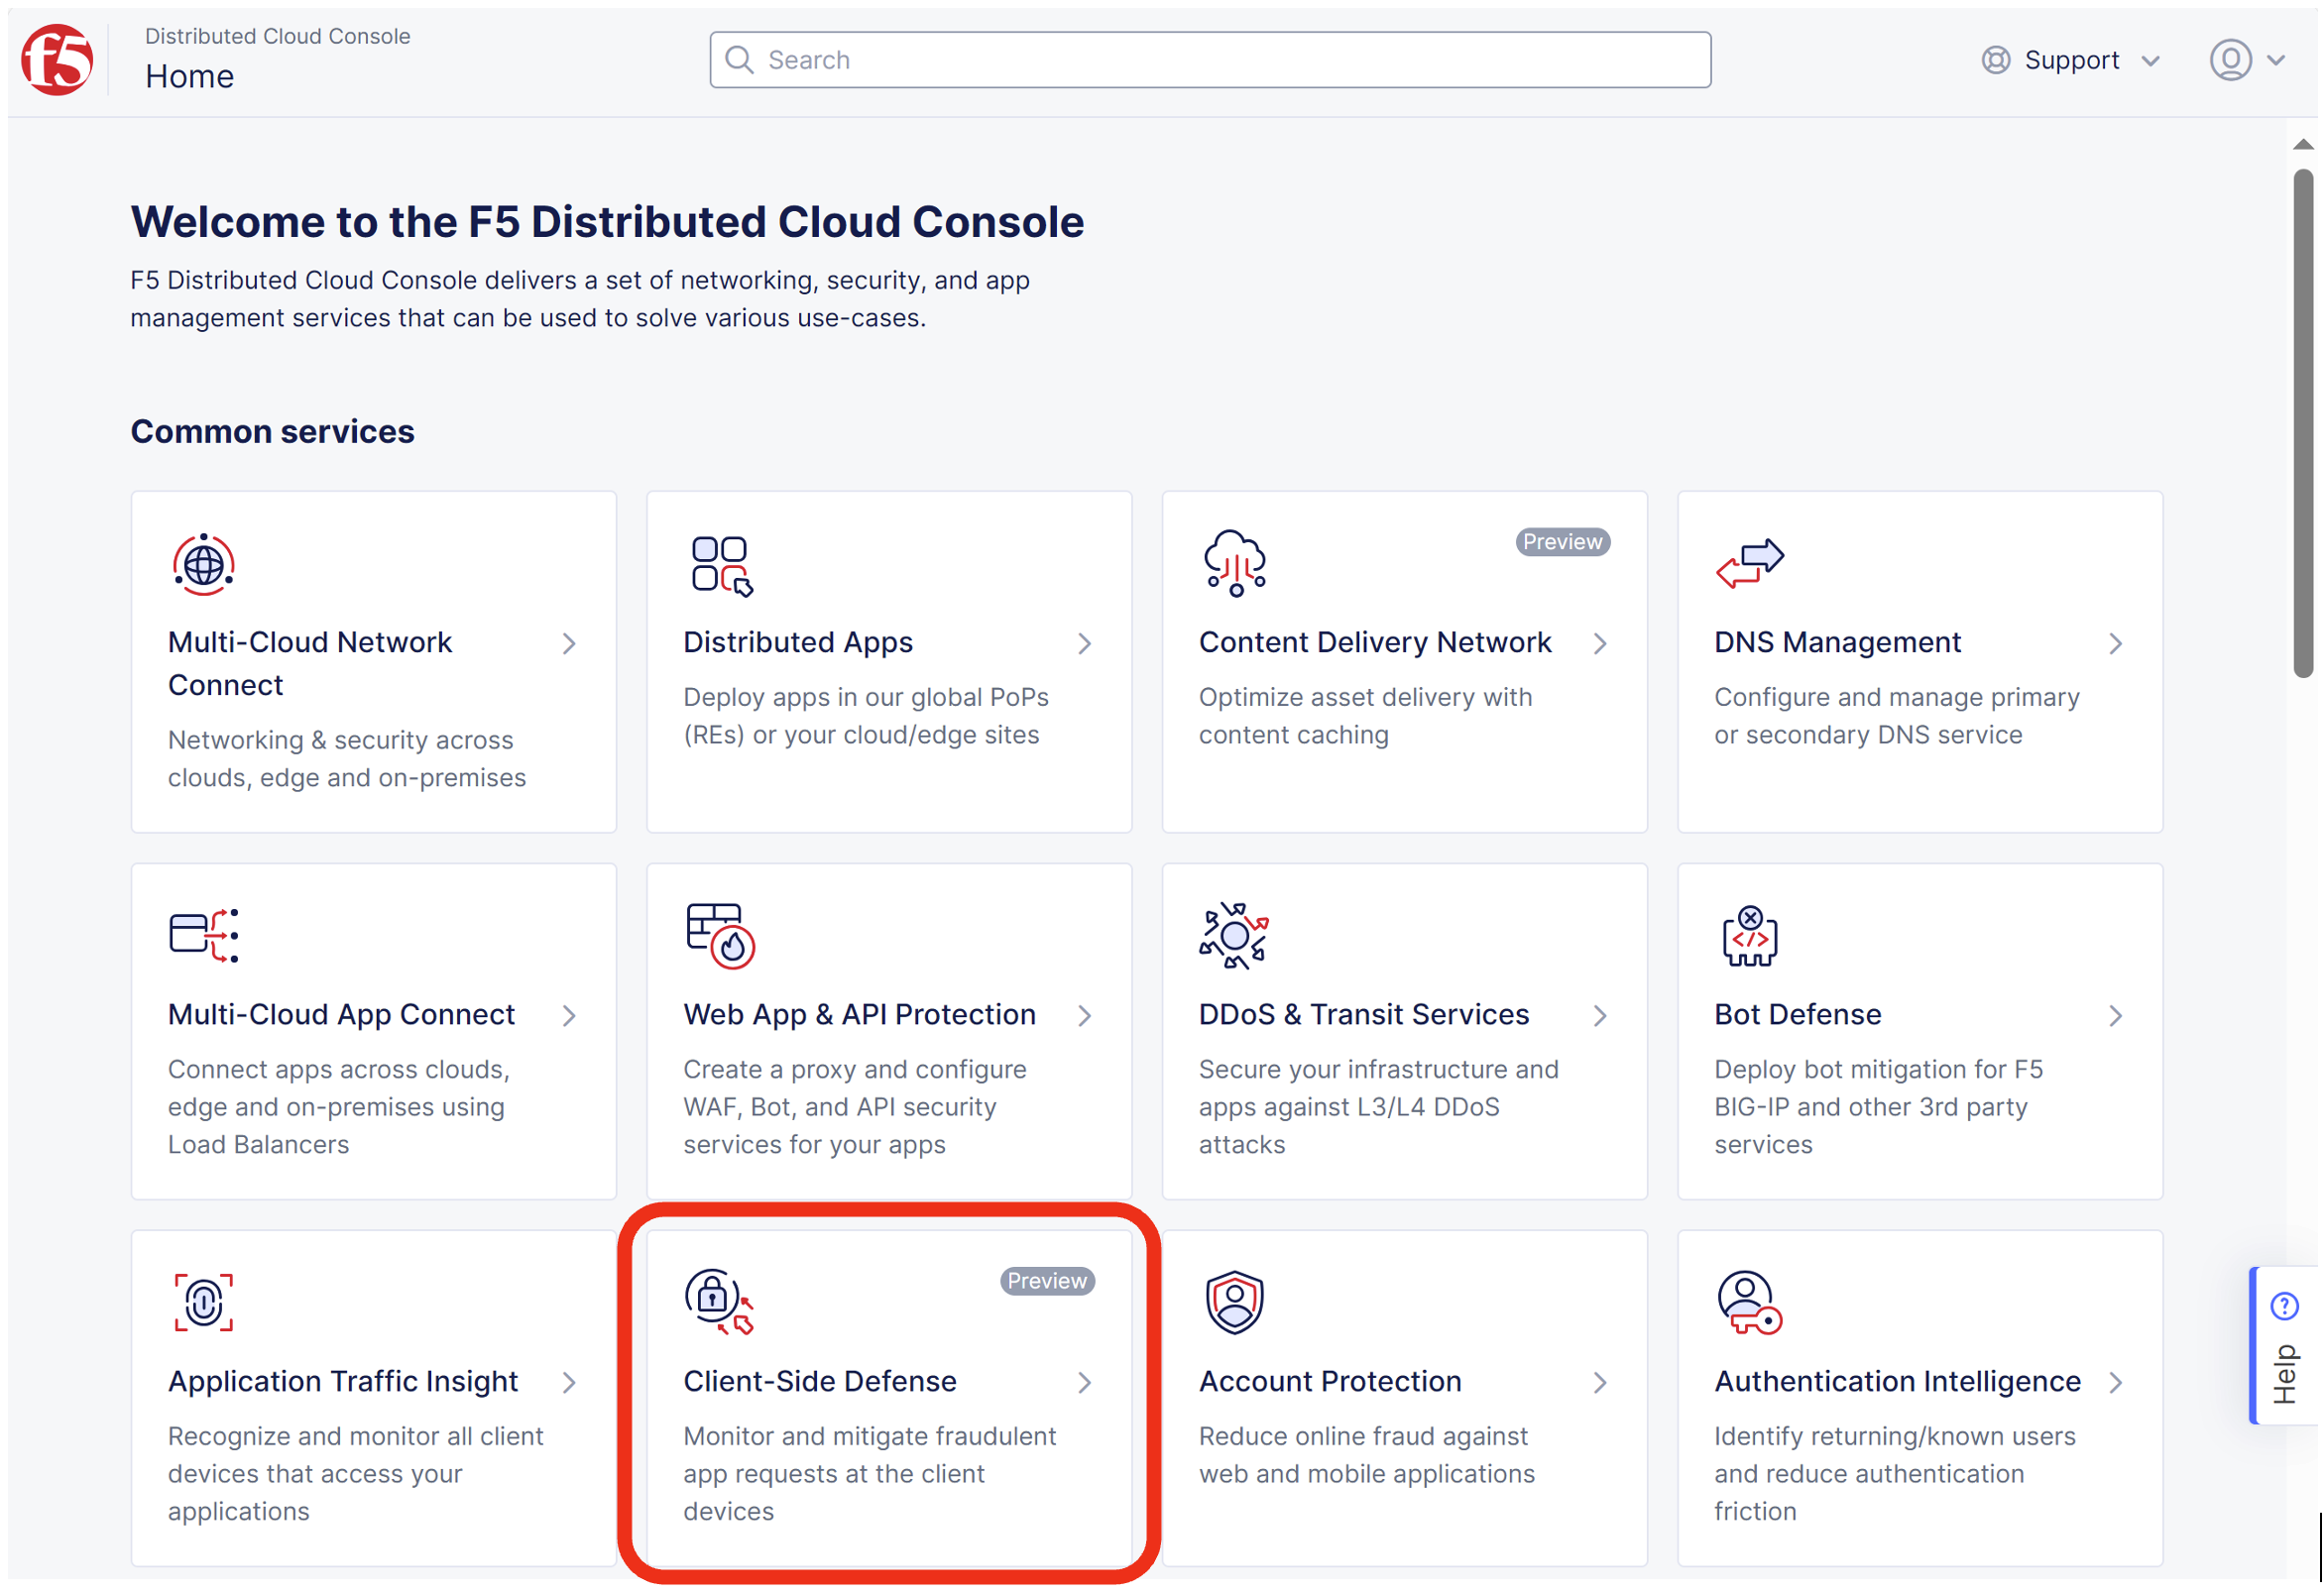 f5
Distributed Cloud Console
Home
Search
Support
Welcome to the F5 Distributed Cloud Console
F5 Distributed Cloud Console delivers a set of networking, security, and app
management services that can be used to solve various use-cases.
Common services
Multi-Cloud Network
Connect
Networking & security across
clouds, edge and on-premises
Distributed Apps
Deploy apps in our global PoPs
(REs) or your cloud/edge sites
Preview
Content Delivery Network
Optimize asset delivery with
content caching
DNS Management
Configure and manage primary
or secondary DNS service
Multi-Cloud App Connect
Connect apps across clouds,
edge and on-premises using
Load Balancers
Web App & API Protection
Create a proxy and configure
WAF, Bot, and API security
services for your apps
DDoS & Transit Services
Secure your infrastructure and
apps against L3/L4 DDoS
attacks
Bot Defense
Deploy bot mitigation for F5
BIG-IP and other 3rd party
services
Application Traffic Insight
Recognize and monitor all client
devices that access your
applications
Preview
Client-Side Defense
Monitor and mitigate fraudulent
app requests at the client
devices
Account Protection
Reduce online fraud against
web and mobile applications
Authentication Intelligence
Identify returning/known users
and reduce authentication
friction
Help